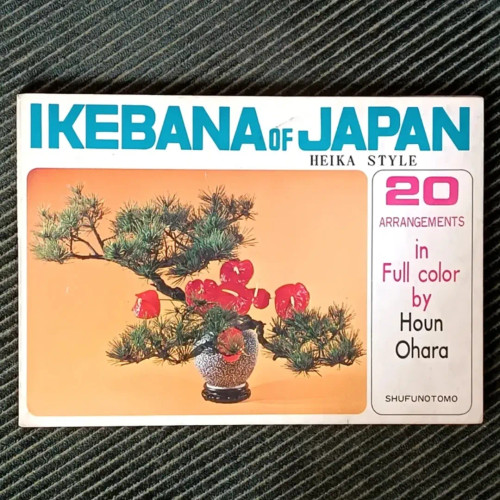 IKEBANA OF JAPAN
HEIKA STYLE
20
ARRANGEMENTS
in
Full color
by
Houn
Ohara
SHUFUNOTOMO